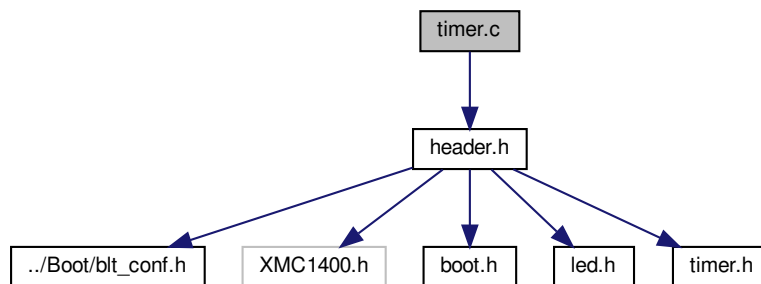 timer.c
header.h
../Boot/blt_conf.h
XMC1400.h
boot.h
led.h
timer.h